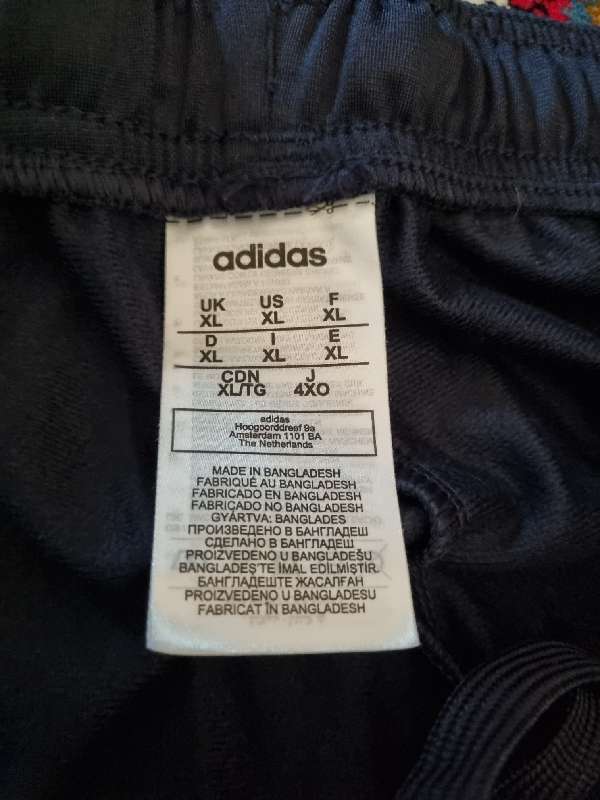 adidas
UK US F
XL XL XL
D I E
XL XL XL
CDN J
XL/TG 4XO
adidas
Hoogoorddreef 9a
Amsterdam 1101 BA
The Netherlands
MADE IN BANGLADESH
FABRIQUÉ AU BANGLADESH
FABRICADO EN BANGLADESH
FABRICADO NO BANGLADESH
GYÁRTVA: BANGLADES
ПРОИЗВЕДЕНО В БАНГЛАДЕШ
СДЕЛАНО В БАНГЛАДЕШ
PROIZVEDENO U BANGLADEŠU
BANGLADEŞ'TE İMAL EDİLMİŞTİR.
БАНГЛАДЕШТЕ ЖАСАЛҒАН
PROIZVEDENO U BANGLADESU
FABRICAT ÎN BANGLADESH